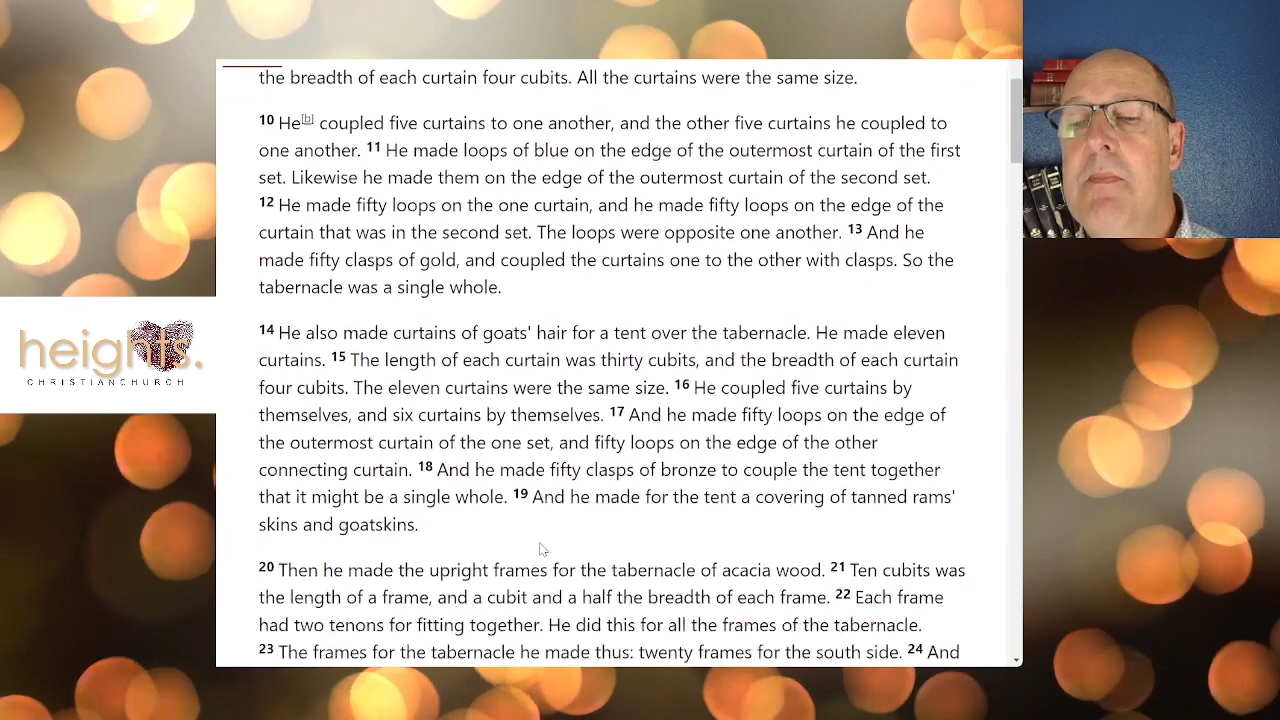 the breadth of each curtain four cubits. All the curtains were the same size.
10 He[b] coupled five curtains to one another, and the other five curtains he coupled to
one another. 11 He made loops of blue on the edge of the outermost curtain of the first
set. Likewise he made them on the edge of the outermost curtain of the second set.
12 He made fifty loops on the one curtain, and he made fifty loops on the edge of the
curtain that was in the second set. The loops were opposite one another. 13 And he
made fifty clasps of gold, and coupled the curtains one to the other with clasps. So the
tabernacle was a single whole.
14 He also made curtains of goats' hair for a tent over the tabernacle. He made eleven
curtains. 15 The length of each curtain was thirty cubits, and the breadth of each curtain
four cubits. The eleven curtains were the same size. 16 He coupled five curtains by
themselves, and six curtains by themselves. 17 And he made fifty loops on the edge of
the outermost curtain of the one set, and fifty loops on the edge of the other
connecting curtain. 18 And he made fifty clasps of bronze to couple the tent together
that it might be a single whole. 19 And he made for the tent a covering of tanned rams'
skins and goatskins.
20 Then he made the upright frames for the tabernacle of acacia wood. 21 Ten cubits was
the length of a frame, and a cubit and a half the breadth of each frame. 22 Each frame
had two tenons for fitting together. He did this for all the frames of the tabernacle.
23 The frames for the tabernacle he made thus: twenty frames for the south side. 24 And
heights.
CHRISTIANCHURCH